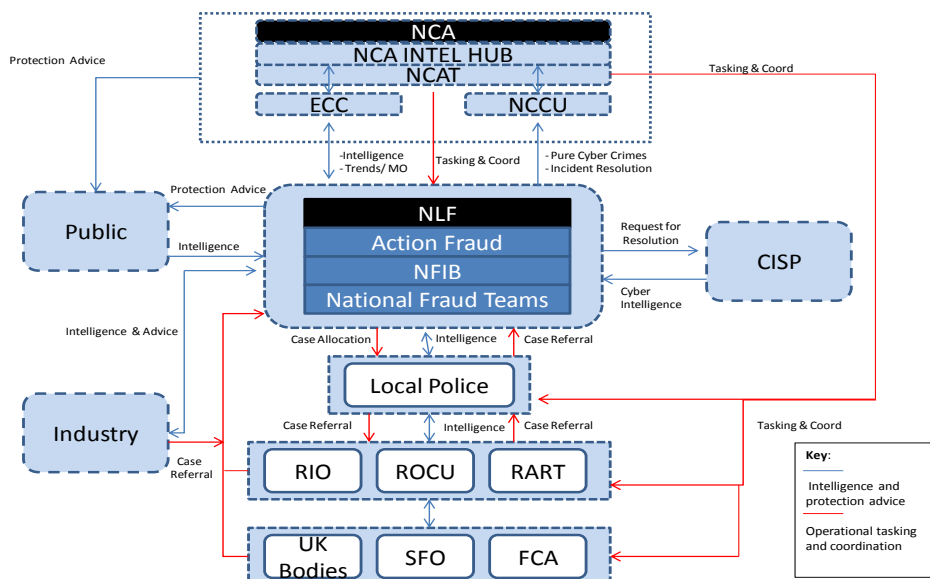 NCA
NCA INTEL HUB
NCAT
ECC
NCCU
Protection Advice
Tasking & Coord
-Intelligence
- Trends/ MO
Tasking & Coord
- Pure Cyber Crimes
- Incident Resolution
Public
Protection Advice
Intelligence
NLF
Action Fraud
NFIB
National Fraud Teams
Request for
Resolution
CISP
Cyber
Intelligence
Intelligence & Advice
Case Allocation
Intelligence
Case Referral
Local Police
Industry
Case
Referral
Case Referral
Intelligence
Case Referral
Tasking & Coord
RIO
ROCU
RART
UK
Bodies
SFO
FCA
Key:
Intelligence and
protection advice
Operational tasking
and coordination